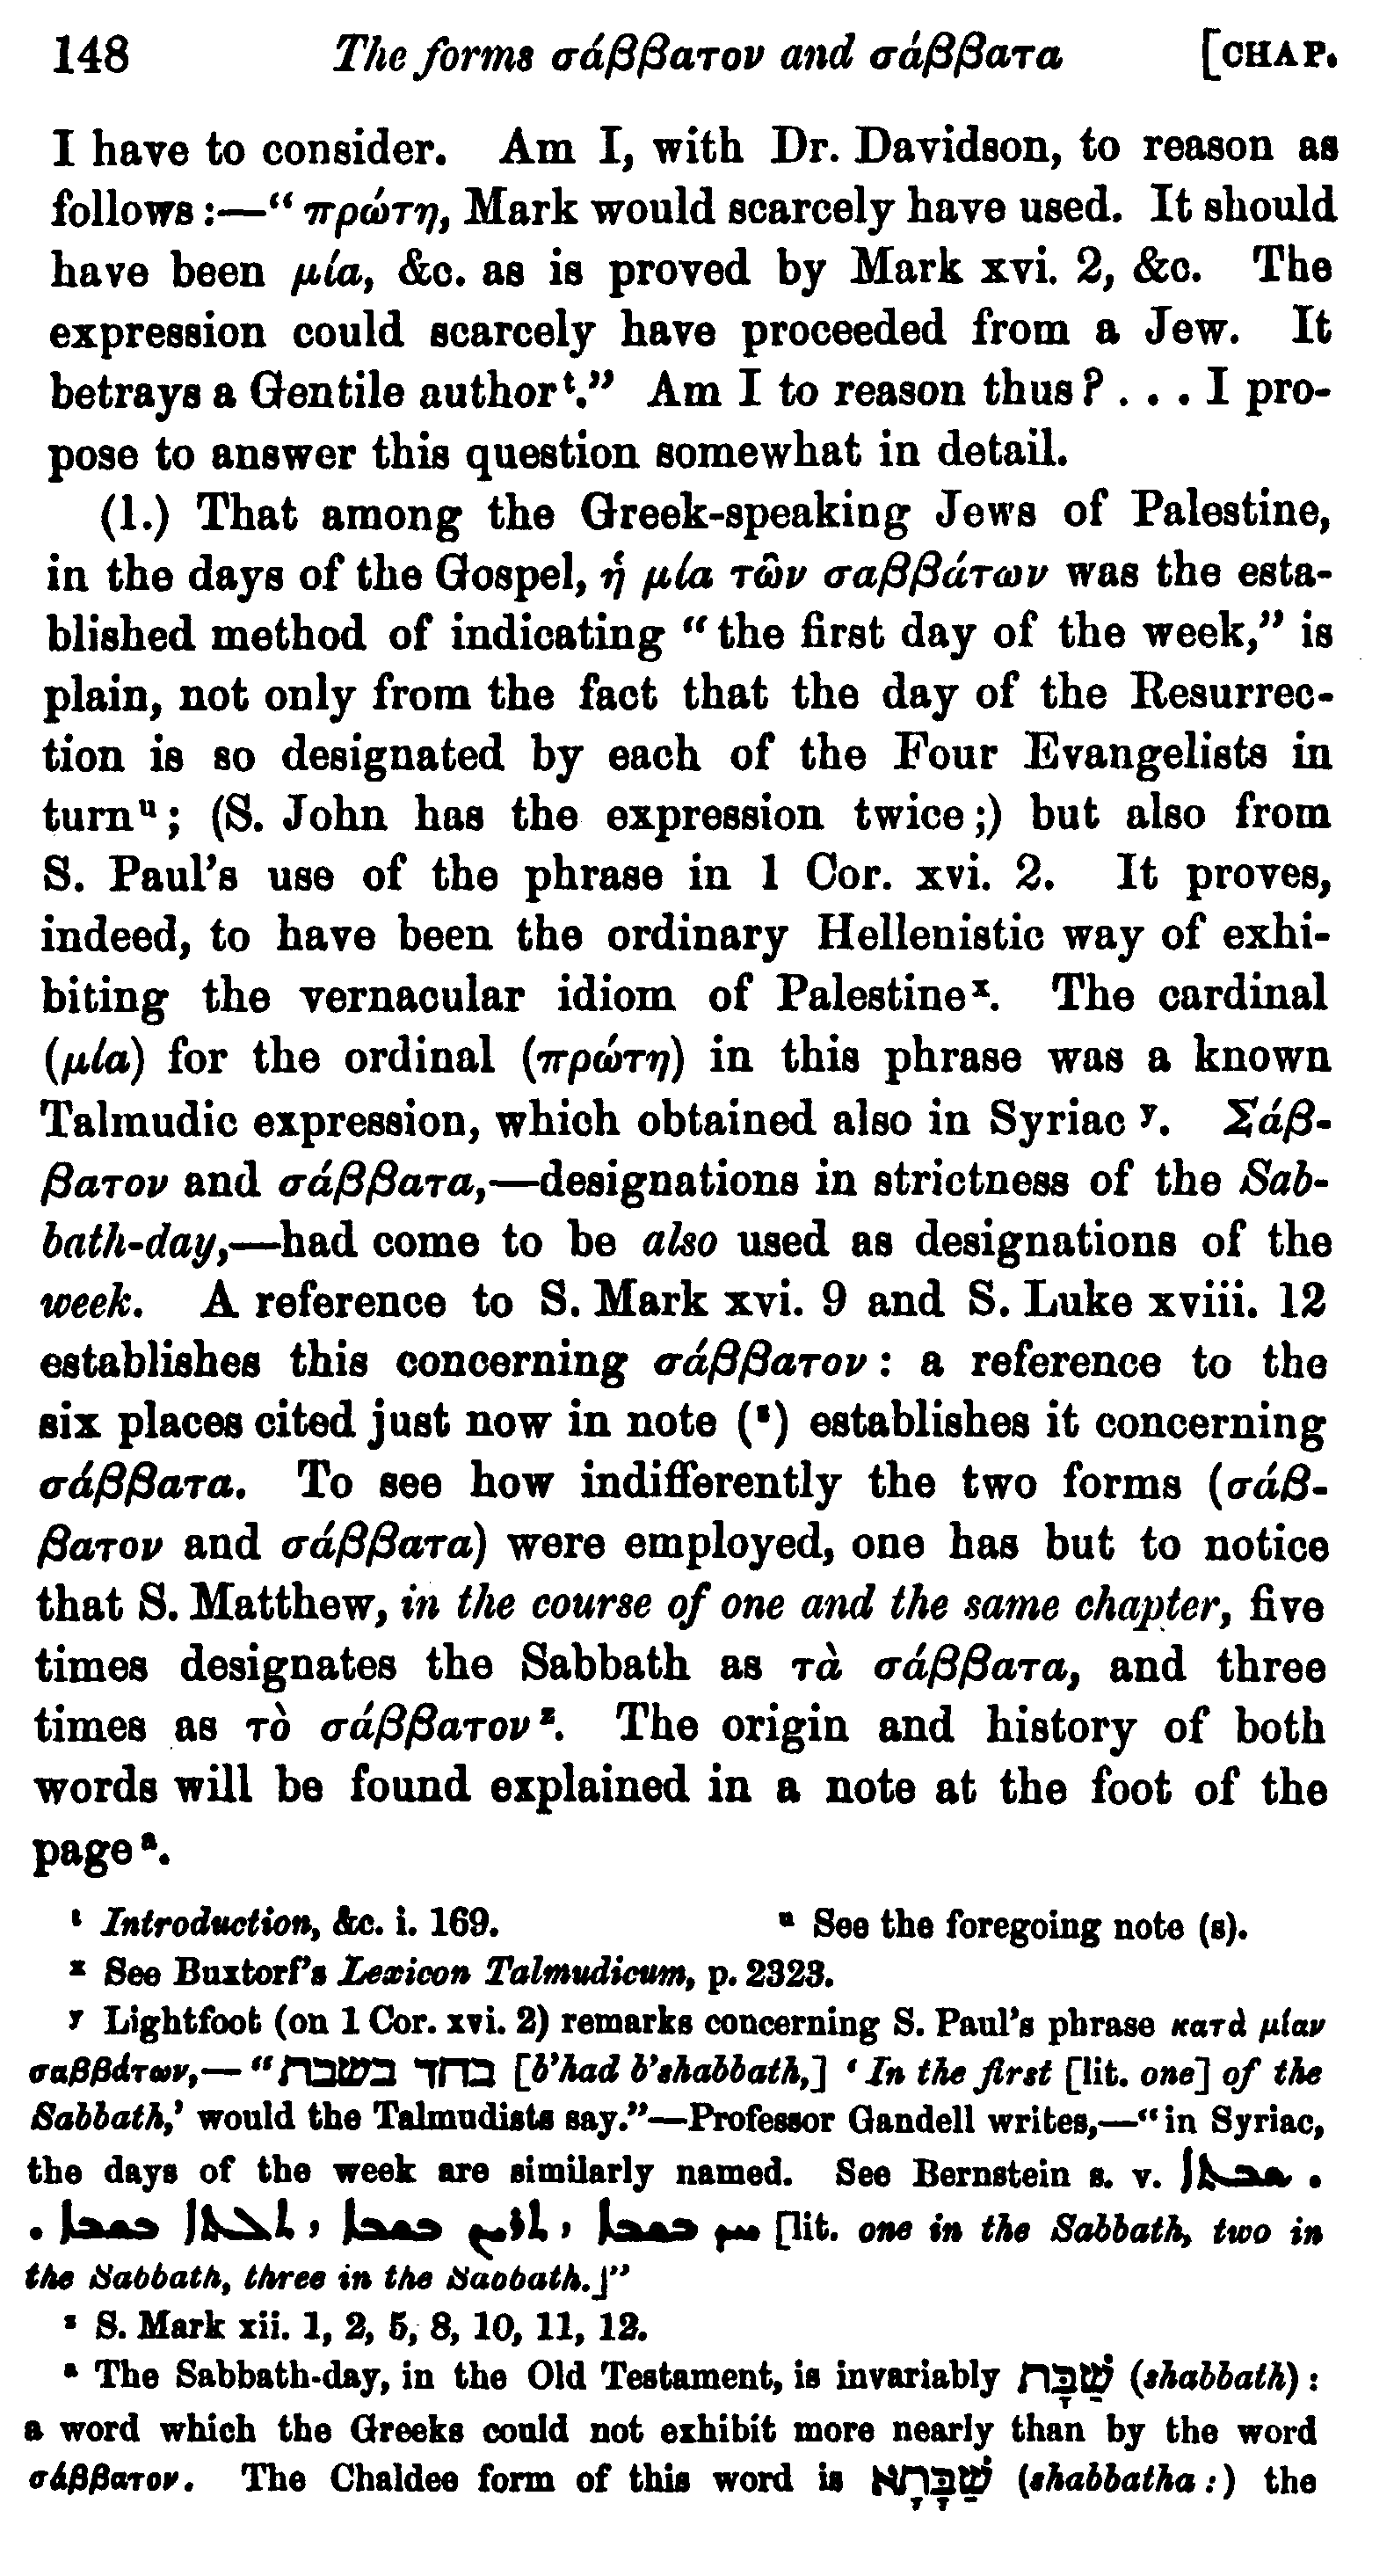 148 The forms σάββατον and σάββατα [CHAP.
I have to consider. Am I, with Dr. Davidson, to reason as
follows:—“πρώτη, Mark would scarcely have used. It should
have been μία, &c. as is proved by Mark xvi. 2, &c. The
expression could scarcely have proceeded from a Jew. It
betrays a Gentile author ᵗ.” Am I to reason thus? . . . I pro-
pose to answer this question somewhat in detail.
(1.) That among the Greek-speaking Jews of Palestine,
in the days of the Gospel, ἡ μία τῶν σαββάτων was the esta-
blished method of indicating “the first day of the week,” is
plain, not only from the fact that the day of the Resurrec-
tion is so designated by each of the Four Evangelists in
turn ᵘ; (S. John has the expression twice;) but also from
S. Paul’s use of the phrase in 1 Cor. xvi. 2. It proves,
indeed, to have been the ordinary Hellenistic way of exhi-
biting the vernacular idiom of Palestine ˣ. The cardinal
(μία) for the ordinal (πρώτη) in this phrase was a known
Talmudic expression, which obtained also in Syriac ʸ. Σάβ-
βατον and σάββατα,—designations in strictness of the Sab-
bath-day,—had come to be also used as designations of the
week. A reference to S. Mark xvi. 9 and S. Luke xviii. 12
establishes this concerning σάββατον: a reference to the
six places cited just now in note (ˢ) establishes it concerning
σάββατα. To see how indifferently the two forms (σάβ-
βατον and σάββατα) were employed, one has but to notice
that S. Matthew, in the course of one and the same chapter, five
times designates the Sabbath as τὰ σάββατα, and three
times as τὸ σάββατον ᶻ. The origin and history of both
words will be found explained in a note at the foot of the
page ᵃ.
ᵗ Introduction, &c. i. 169. ᵘ See the foregoing note (s).
ˣ See Buxtorf’s Lexicon Talmudicum, p. 2323.
ʸ Lightfoot (on 1 Cor. xvi. 2) remarks concerning S. Paul’s phrase κατὰ μίαν
σαββάτων,—“בחד בשבת [b’had b’shabbath,] ‘In the first [lit. one] of the
Sabbath,’ would the Talmudists say.”—Professor Gandell writes,—“in Syriac,
the days of the week are similarly named. See Bernstein s. v.
[lit. one in the Sabbath, two in
the Sabbath, three in the Sabbath.]”
ᶻ S. Mark xii. 1, 2, 5, 8, 10, 11, 12.
ᵃ The Sabbath-day, in the Old Testament, is invariably שַׁבָּת (shabbath):
a word which the Greeks could not exhibit more nearly than by the word
σάββατον. The Chaldee form of this word is שַׁבָּתָא (shabbatha:) the